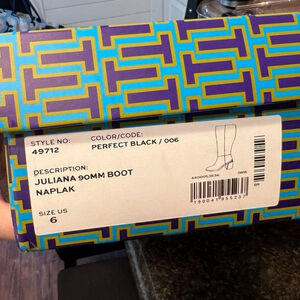 STYLE NO:
49712
COLOR/CODE:
PERFECT BLACK / 006
DESCRIPTION:
JULIANA 90MM BOOT
NAPLAK
SIZE US
6